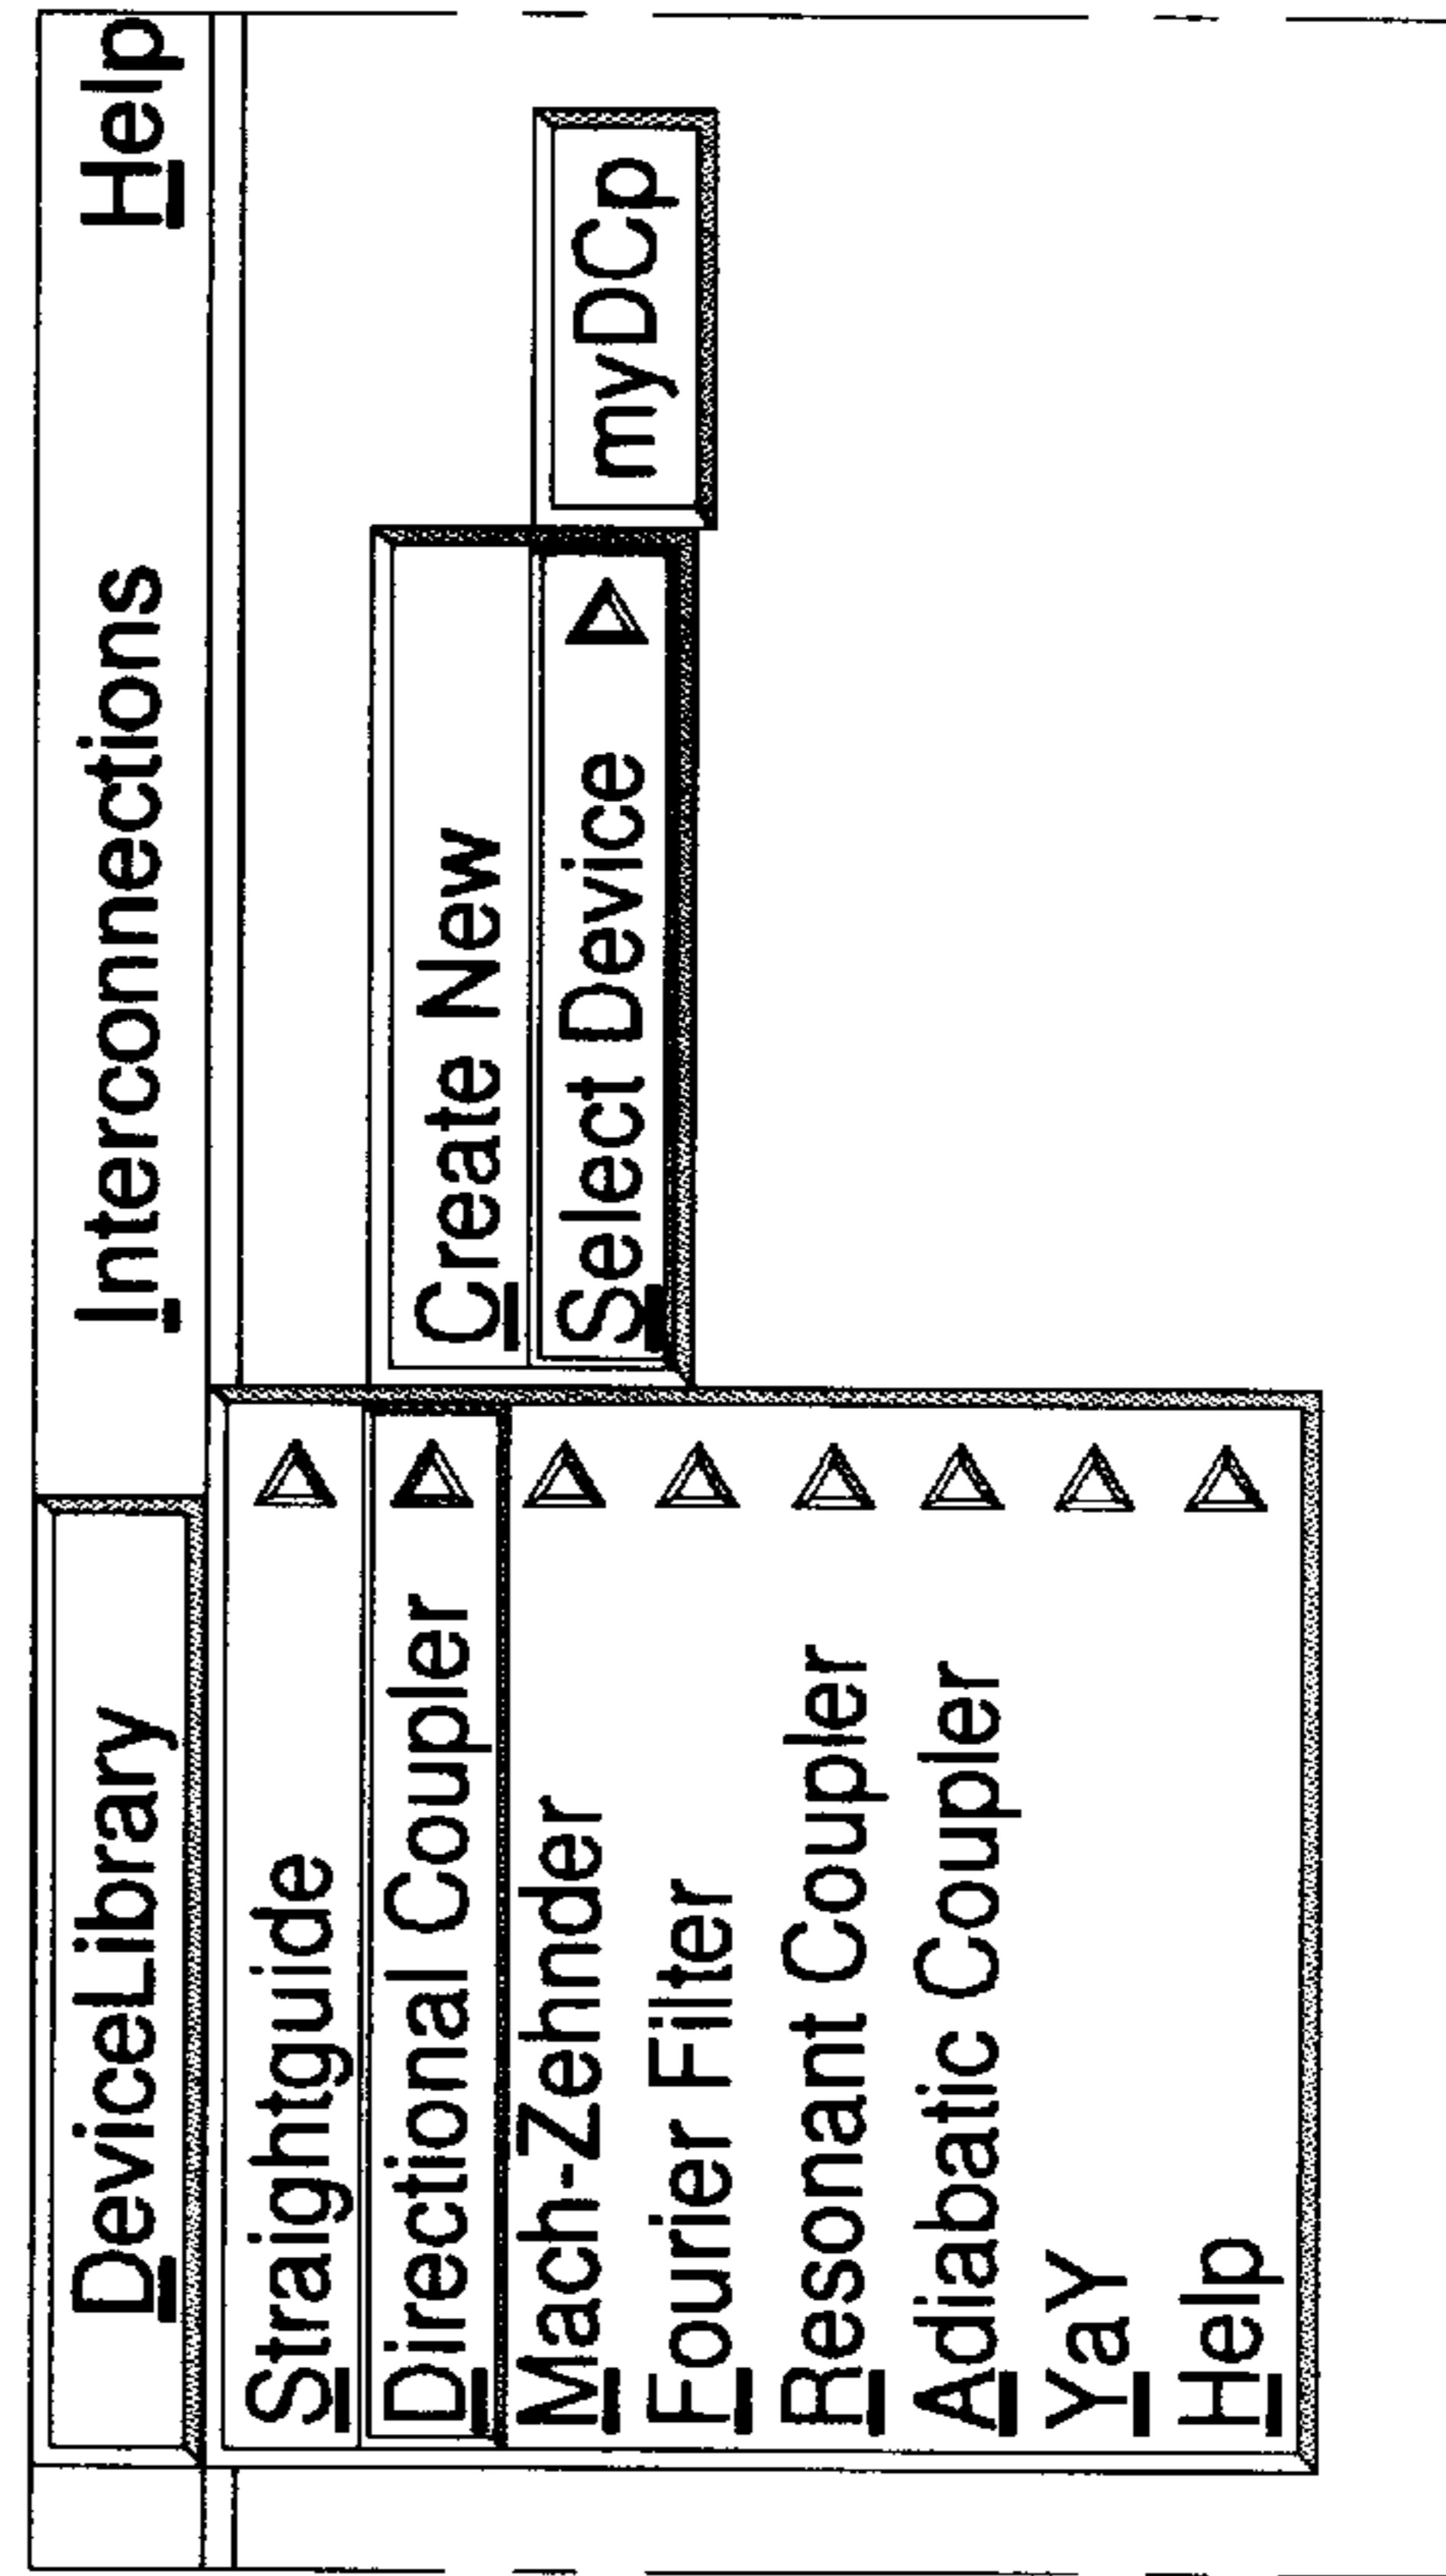 DeviceLibrary Interconnections Help
Straightguide
Directional Coupler
Mach-Zehnder
Fourier Filter
Resonant Coupler
Adiabatic Coupler
YaY
Help
Create New
Select Device
myDCp